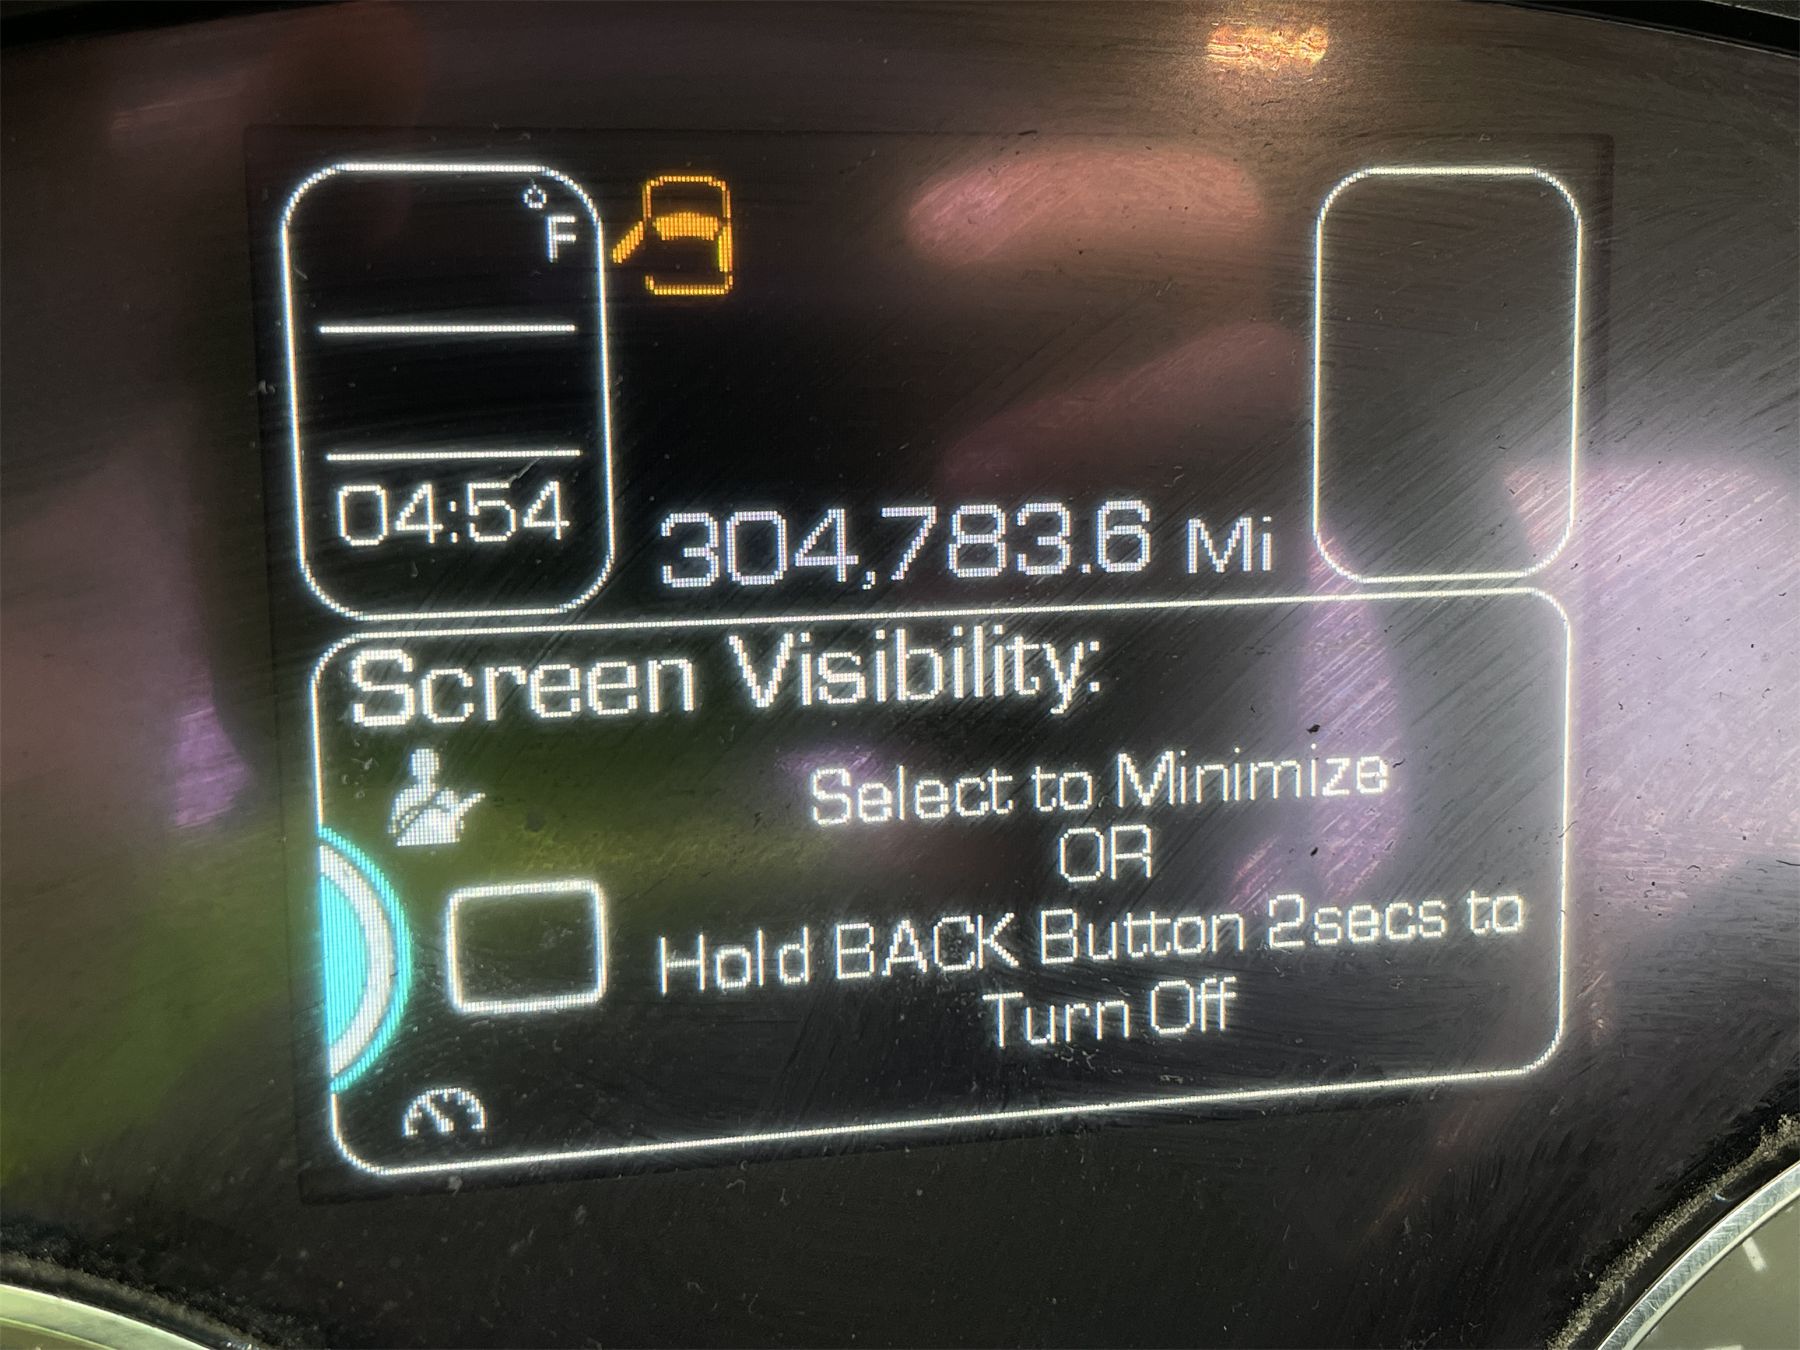 °F
04:54
304,783.6 Mi
Screen Visibility:
Select to Minimize
OR
Hold BACK Button 2secs to
Turn Off